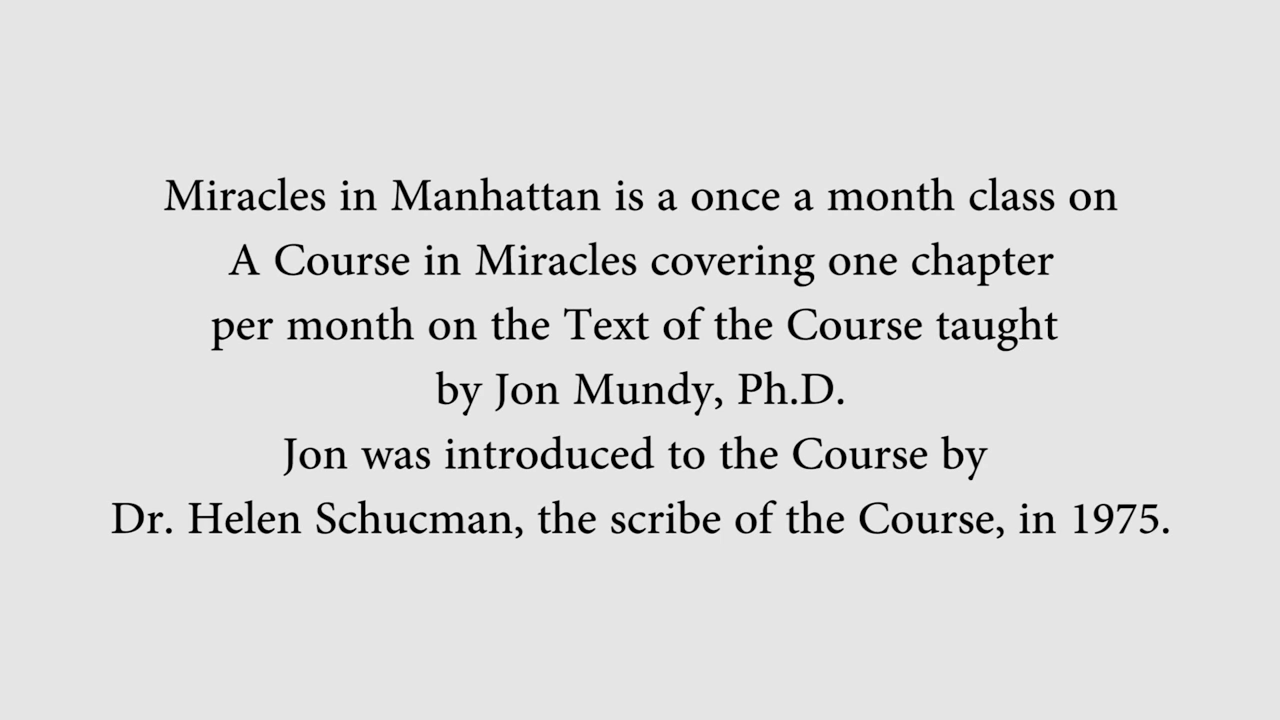 Miracles in Manhattan is a once a month class on
A Course in Miracles covering one chapter
per month on the Text of the Course taught
by Jon Mundy, Ph.D.
Jon was introduced to the Course by
Dr. Helen Schucman, the scribe of the Course, in 1975.